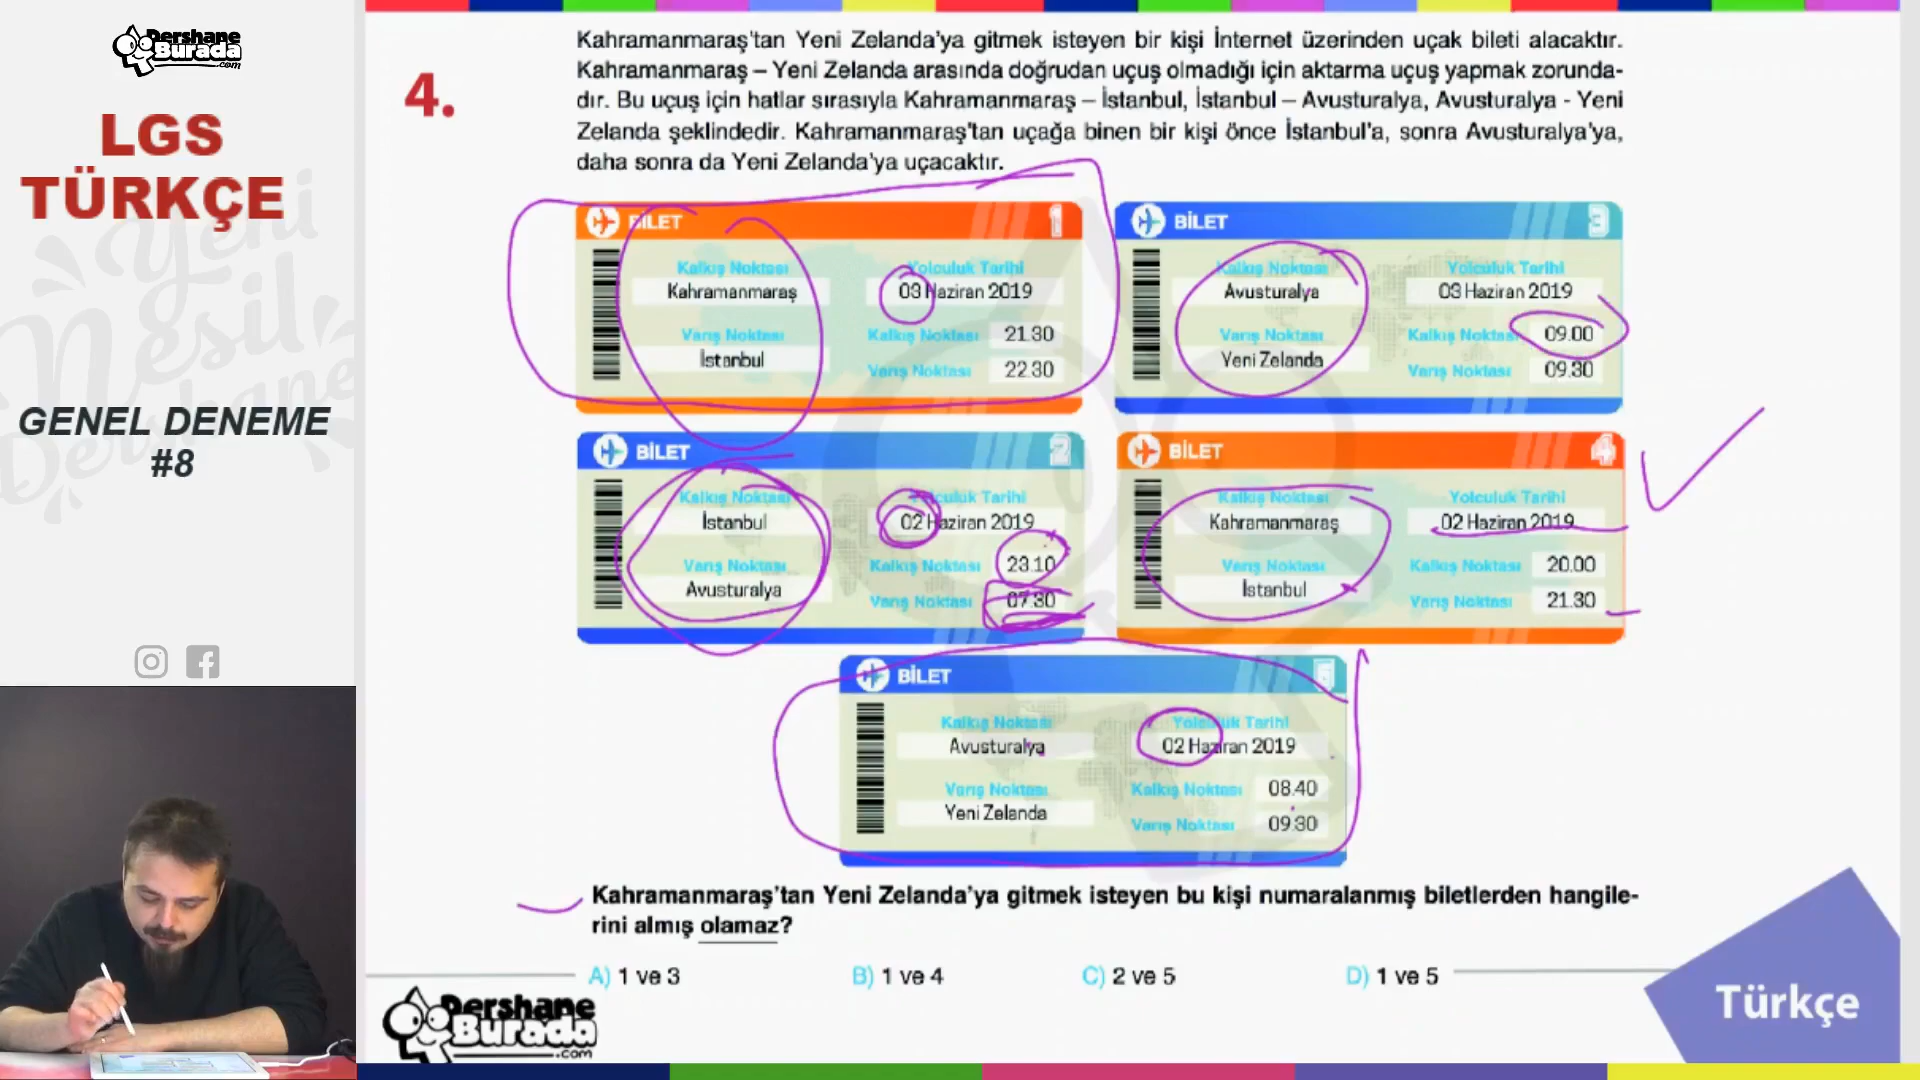 Dershane
Burada
.com
LGS
TÜRKÇE
Yeni
Nesil
Dershane
GENEL DENEME
#8
4.
Kahramanmaraş'tan Yeni Zelanda'ya gitmek isteyen bir kişi İnternet üzerinden uçak bileti alacaktır.
Kahramanmaraş – Yeni Zelanda arasında doğrudan uçuş olmadığı için aktarma uçuş yapmak zorunda-
dır. Bu uçuş için hatlar sırasıyla Kahramanmaraş – İstanbul, İstanbul – Avusturalya, Avusturalya - Yeni
Zelanda şeklindedir. Kahramanmaraş'tan uçağa binen bir kişi önce İstanbul'a, sonra Avusturalya'ya,
daha sonra da Yeni Zelanda'ya uçacaktır.
BİLET 1
Kalkış Noktası Yolculuk Tarihi
Kahramanmaraş 03 Haziran 2019
Varış Noktası Kalkış Noktası 21.30
İstanbul Varış Noktası 22.30
BİLET 3
Kalkış Noktası Yolculuk Tarihi
Avusturalya 03 Haziran 2019
Varış Noktası Kalkış Noktası 09.00
Yeni Zelanda Varış Noktası 09.30
BİLET 2
Kalkış Noktası Yolculuk Tarihi
İstanbul 02 Haziran 2019
Varış Noktası Kalkış Noktası 23.10
Avusturalya Varış Noktası 07.30
BİLET 4
Kalkış Noktası Yolculuk Tarihi
Kahramanmaraş 02 Haziran 2019
Varış Noktası Kalkış Noktası 20.00
İstanbul Varış Noktası 21.30
BİLET 5
Kalkış Noktası Yolculuk Tarihi
Avusturalya 02 Haziran 2019
Varış Noktası Kalkış Noktası 08.40
Yeni Zelanda Varış Noktası 09.30
Kahramanmaraş'tan Yeni Zelanda'ya gitmek isteyen bu kişi numaralanmış biletlerden hangile-
rini almış olamaz?
A) 1 ve 3 B) 1 ve 4 C) 2 ve 5 D) 1 ve 5
Dershane
Burada
.com
Türkçe